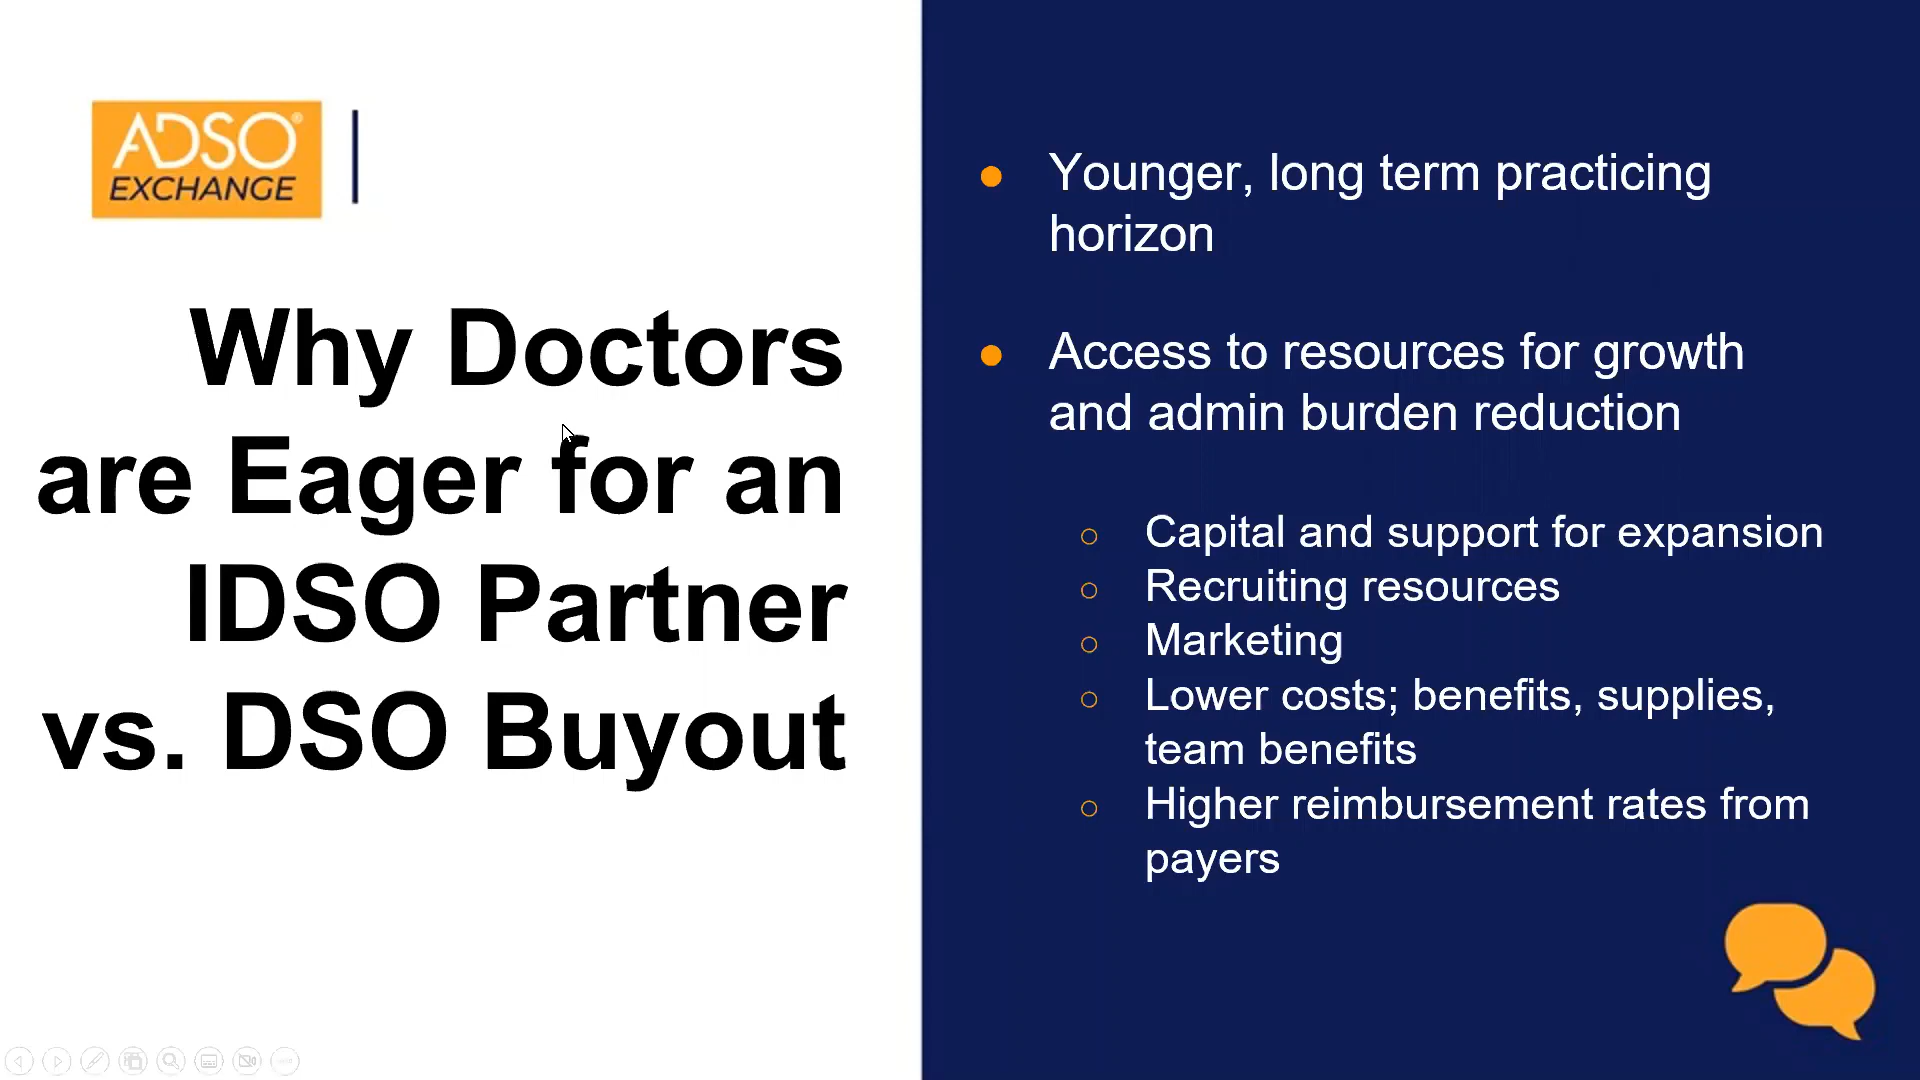 ADSO®
EXCHANGE
Why Doctors
are Eager for an
IDSO Partner
vs. DSO Buyout
Younger, long term practicing
horizon
Access to resources for growth
and admin burden reduction
Capital and support for expansion
Recruiting resources
Marketing
Lower costs; benefits, supplies,
team benefits
Higher reimbursement rates from
payers